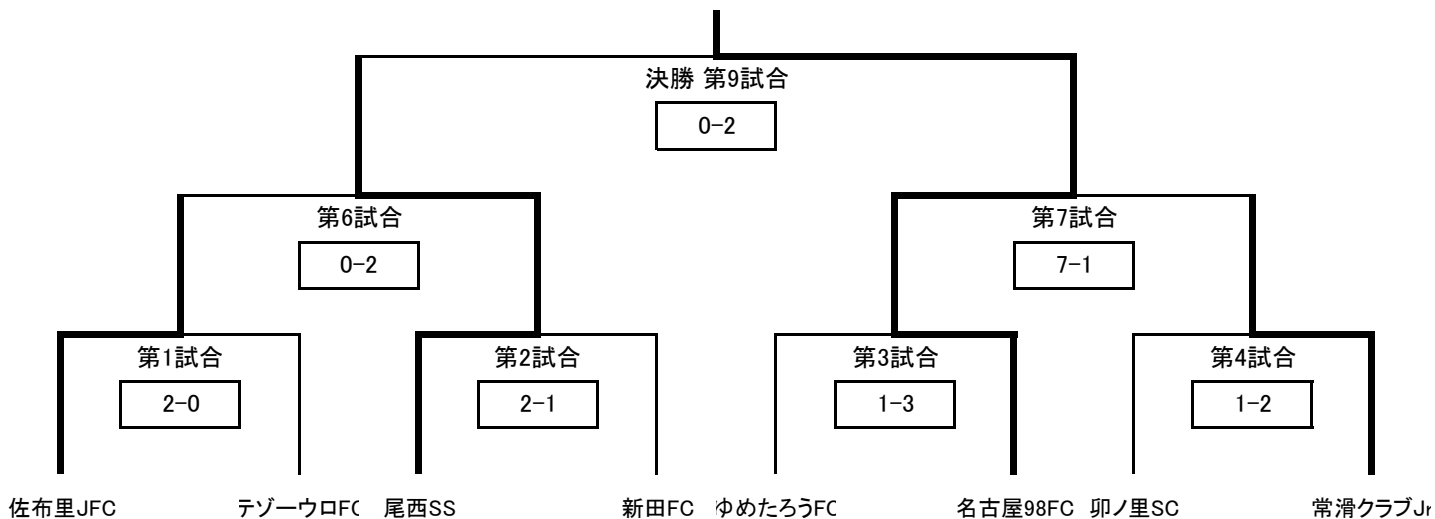 決勝 第9試合
0-2
第6試合
第7試合
0-2
7-1
第1試合
第2試合
第3試合
第4試合
2-0
2-1
1-3
1-2
佐布里JFC テゾーウロFC 尾西SS 新田FC ゆめたろうFC 名古屋98FC 卯ノ里SC 常滑クラブJr